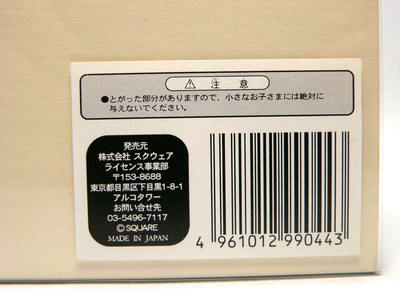 ⚠ 注意
●とがった部分がありますので、小さなお子さまには絶対に
与えないでください。
発売元
株式会社 スクウェア
ライセンス事業部
〒153-8688
東京都目黒区下目黒1-8-1
アルコタワー
お問い合せ先
03-5496-7117
©SQUARE
MADE IN JAPAN
4 961012 990443